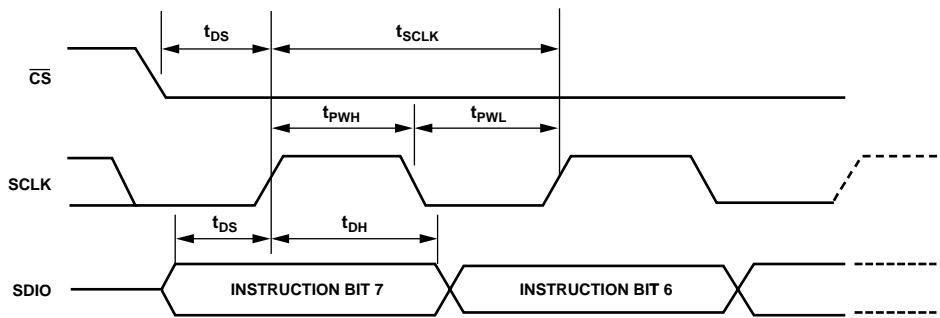 tDS
tSCLK
CS
tPWH
tPWL
SCLK
tDS
tDH
SDIO
INSTRUCTION BIT 7
INSTRUCTION BIT 6